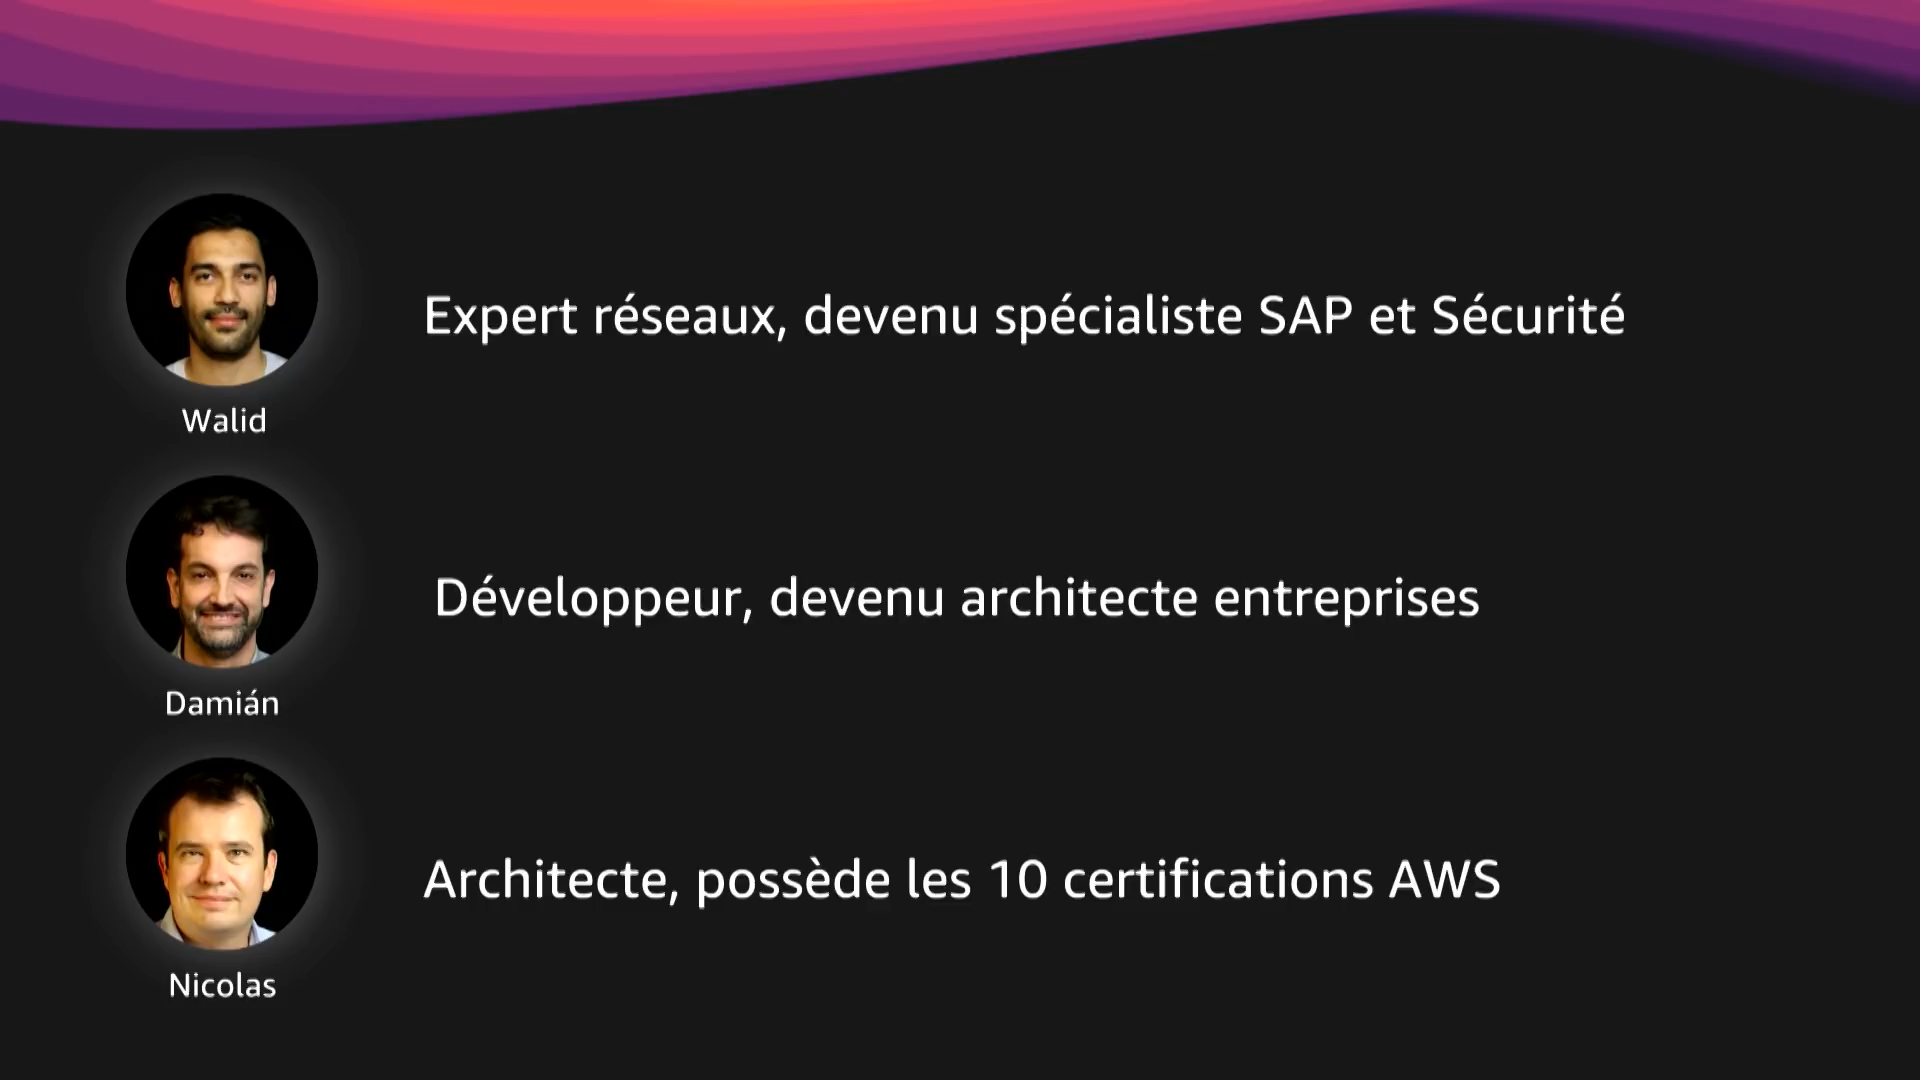 Expert réseaux, devenu spécialiste SAP et Sécurité
Walid
Développeur, devenu architecte entreprises
Damián
Architecte, possède les 10 certifications AWS
Nicolas